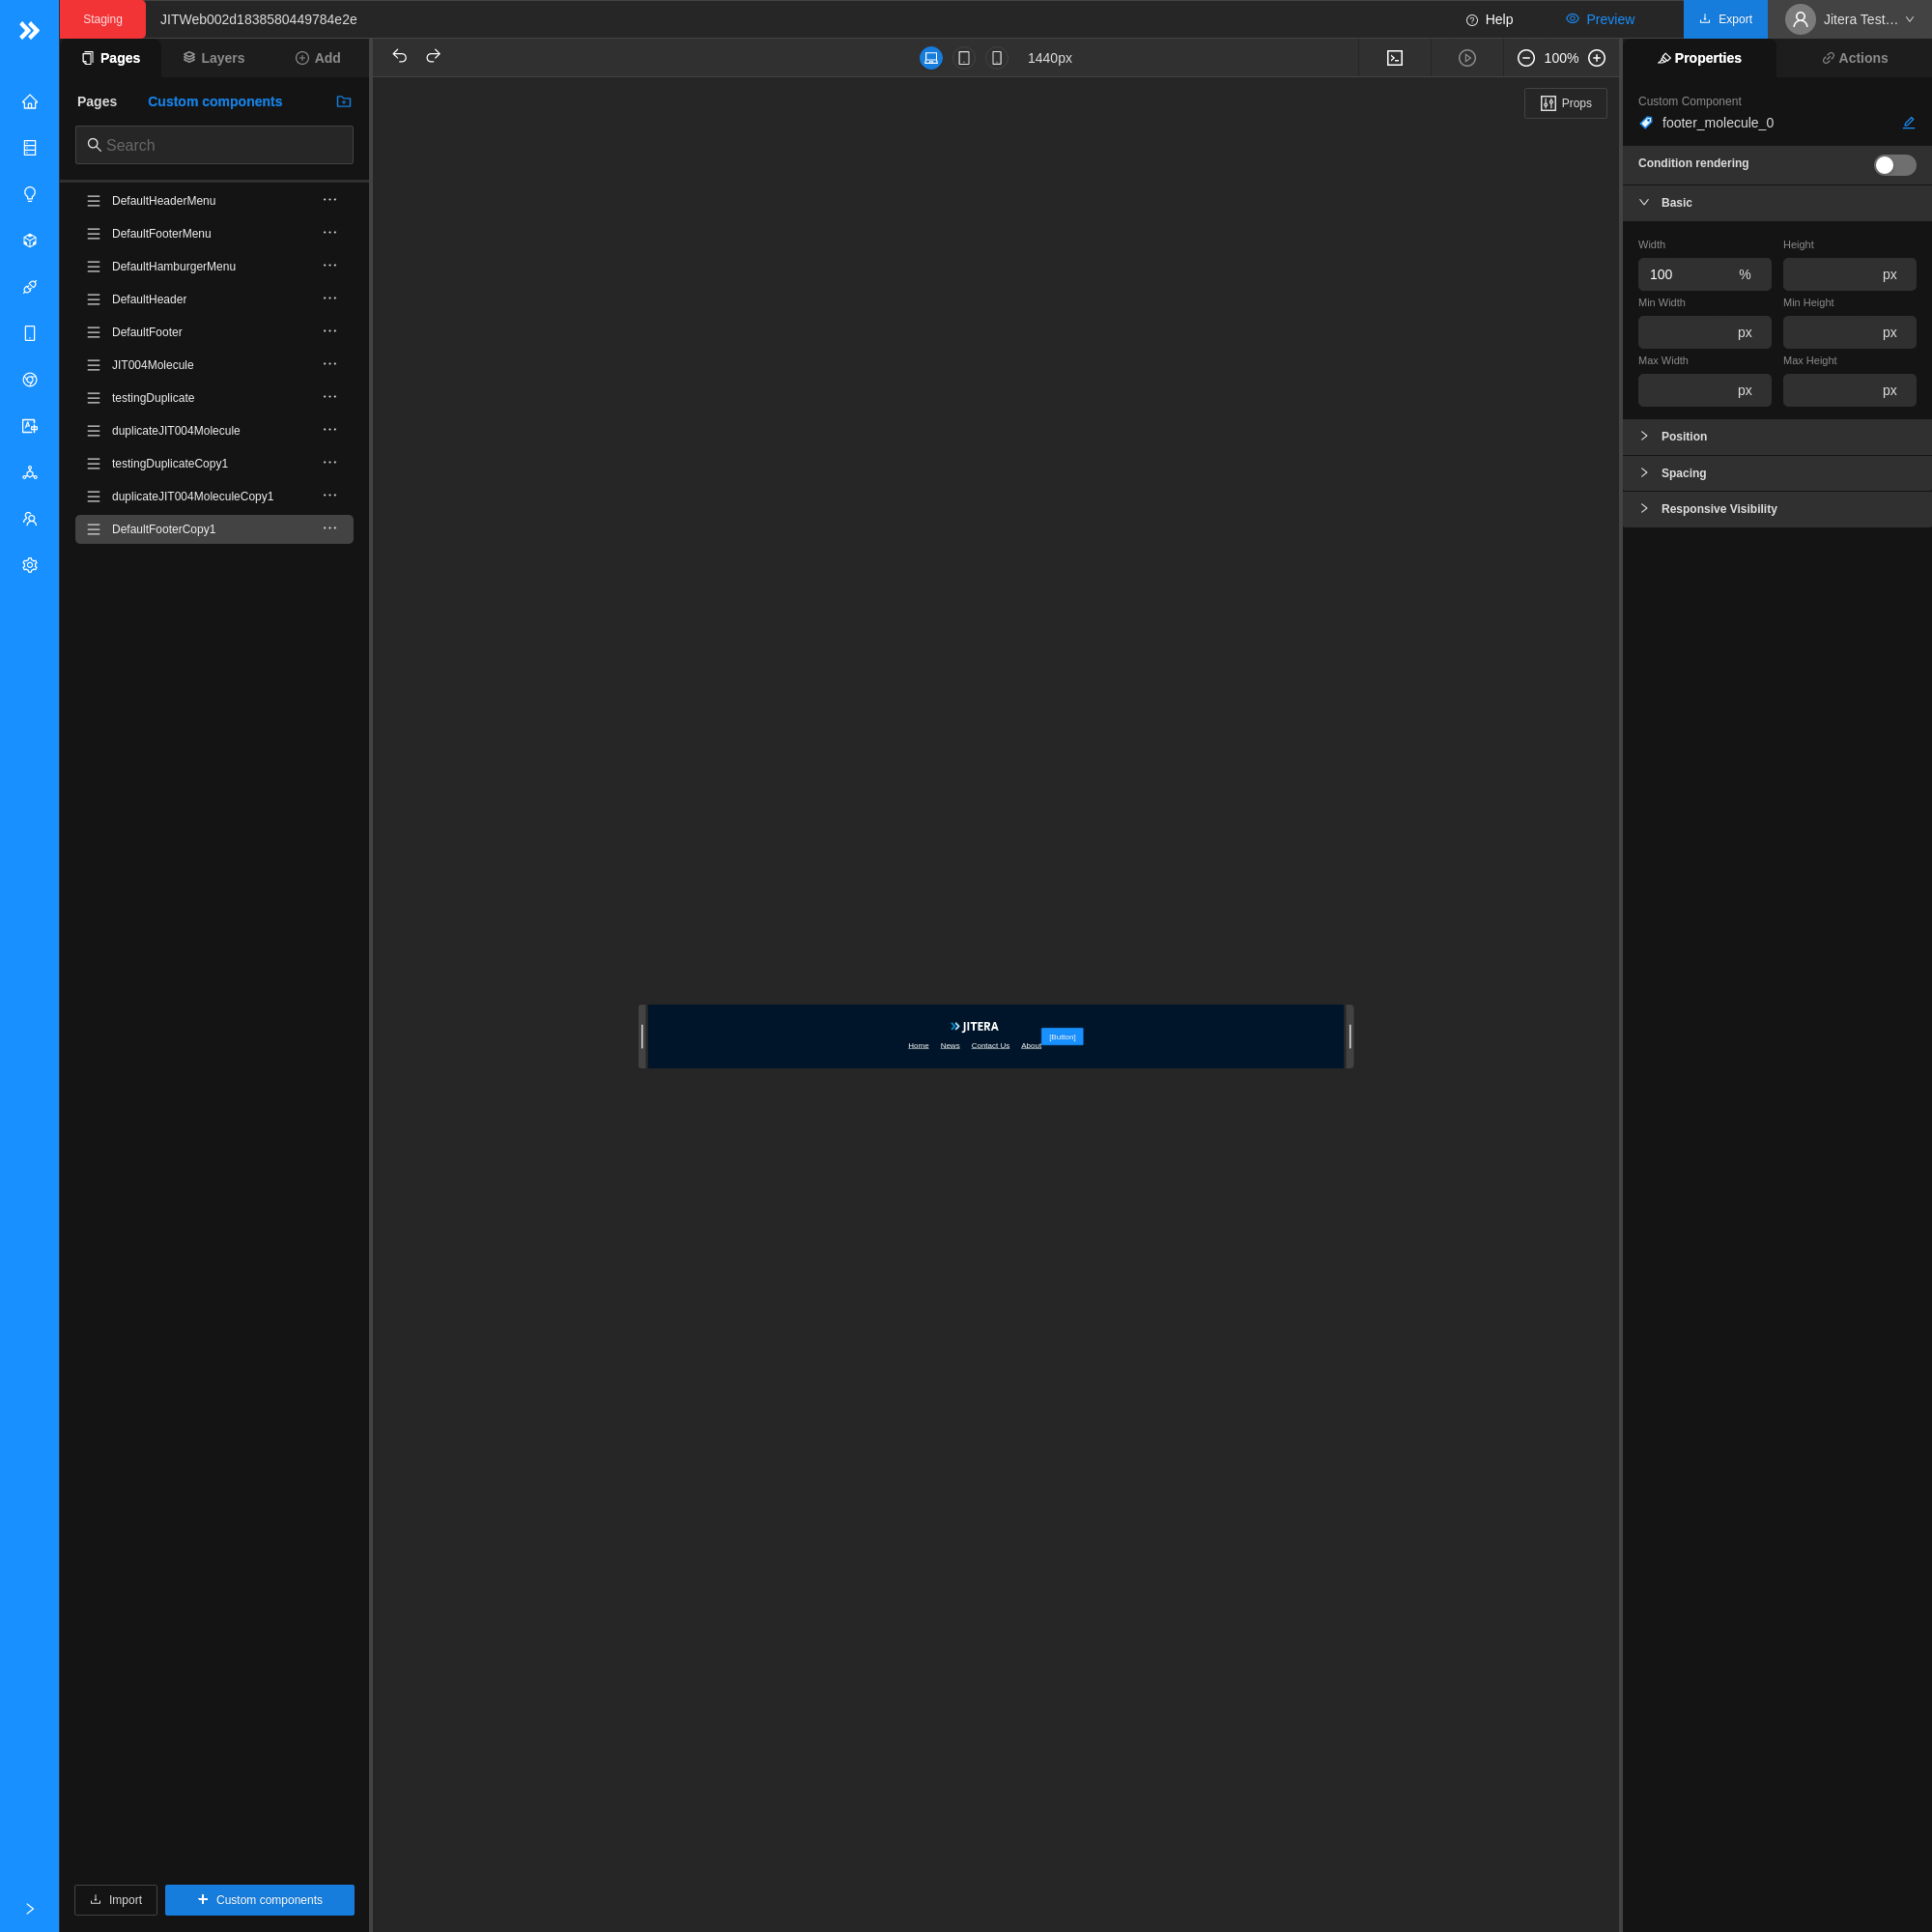 Staging
JITWeb002d1838580449784e2e
Help
Preview
Export
Jitera Test…
Pages
Layers
Add
1440px
100%
Properties
Actions
Pages
Custom components
Search
DefaultHeaderMenu
DefaultFooterMenu
DefaultHamburgerMenu
DefaultHeader
DefaultFooter
JIT004Molecule
testingDuplicate
duplicateJIT004Molecule
testingDuplicateCopy1
duplicateJIT004MoleculeCopy1
DefaultFooterCopy1
Import
Custom components
Props
JITERA
Home News Contact Us About
[Button]
Custom Component
footer_molecule_0
Condition rendering
Basic
Width Height
100 % px
Min Width Min Height
px px
Max Width Max Height
px px
Position
Spacing
Responsive Visibility